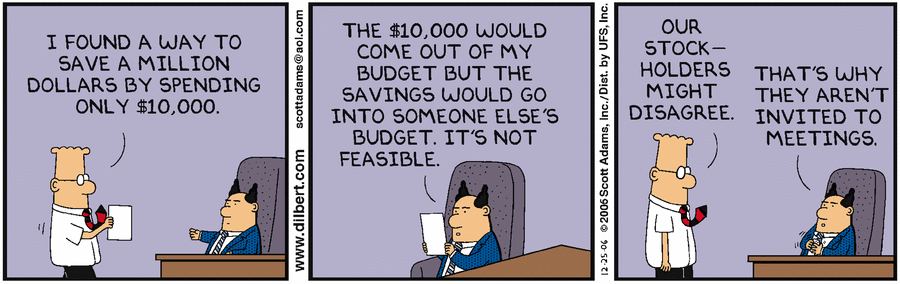 I FOUND A WAY TO
SAVE A MILLION
DOLLARS BY SPENDING
ONLY $10,000.
www.dilbert.com scottadams@aol.com
THE $10,000 WOULD
COME OUT OF MY
BUDGET BUT THE
SAVINGS WOULD GO
INTO SOMEONE ELSE'S
BUDGET. IT'S NOT
FEASIBLE.
12-25-06 ©2006 Scott Adams, Inc./Dist. by UFS, Inc.
OUR
STOCK-
HOLDERS
MIGHT
DISAGREE.
THAT'S WHY
THEY AREN'T
INVITED TO
MEETINGS.